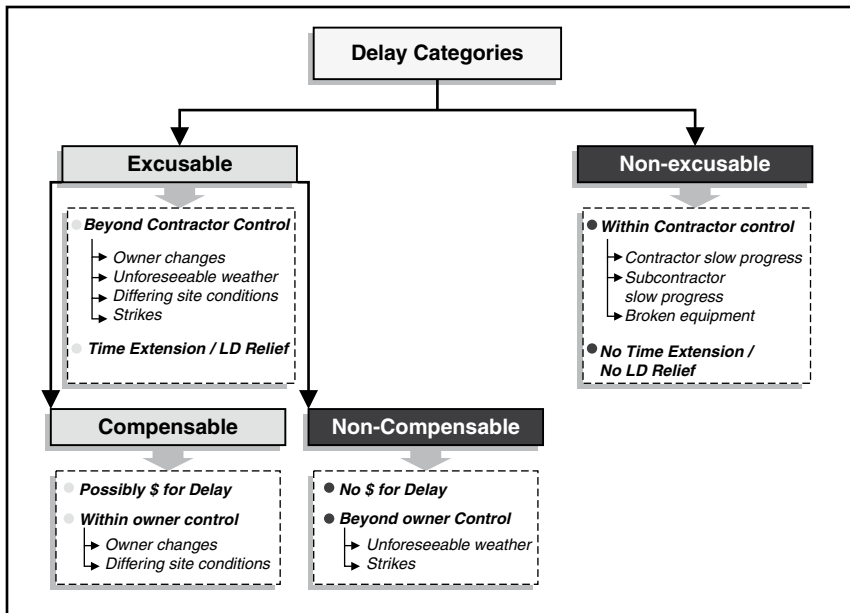 Delay Categories
Excusable
Non-excusable
Beyond Contractor Control
Owner changes
Unforeseeable weather
Differing site conditions
Strikes
Time Extension / LD Relief
Within Contractor control
Contractor slow progress
Subcontractor
slow progress
Broken equipment
No Time Extension /
No LD Relief
Compensable
Non-Compensable
Possibly $ for Delay
Within owner control
Owner changes
Differing site conditions
No $ for Delay
Beyond owner Control
Unforeseeable weather
Strikes